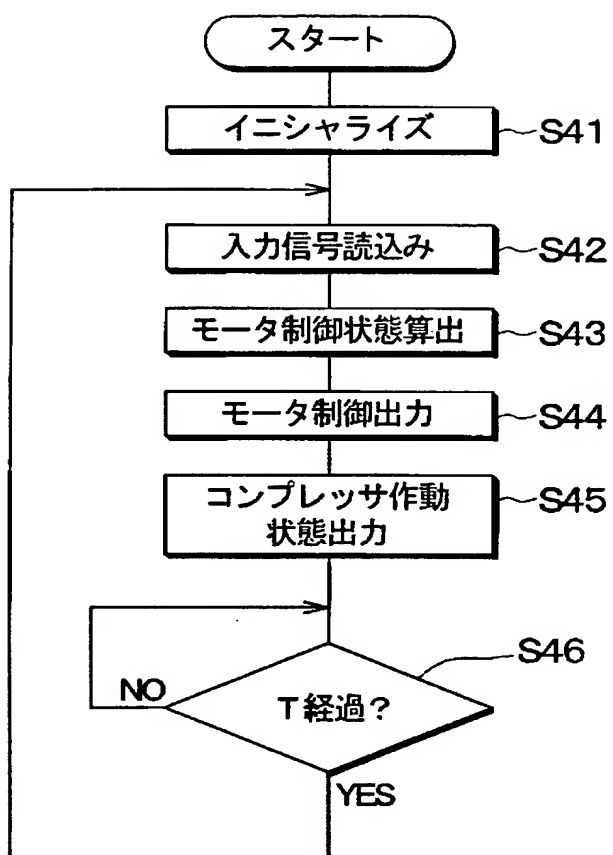 スタート
イニシャライズ
S41
入力信号読込み
S42
モータ制御状態算出
S43
モータ制御出力
S44
コンプレッサ作動
状態出力
S45
S46
NO
T経過?
YES